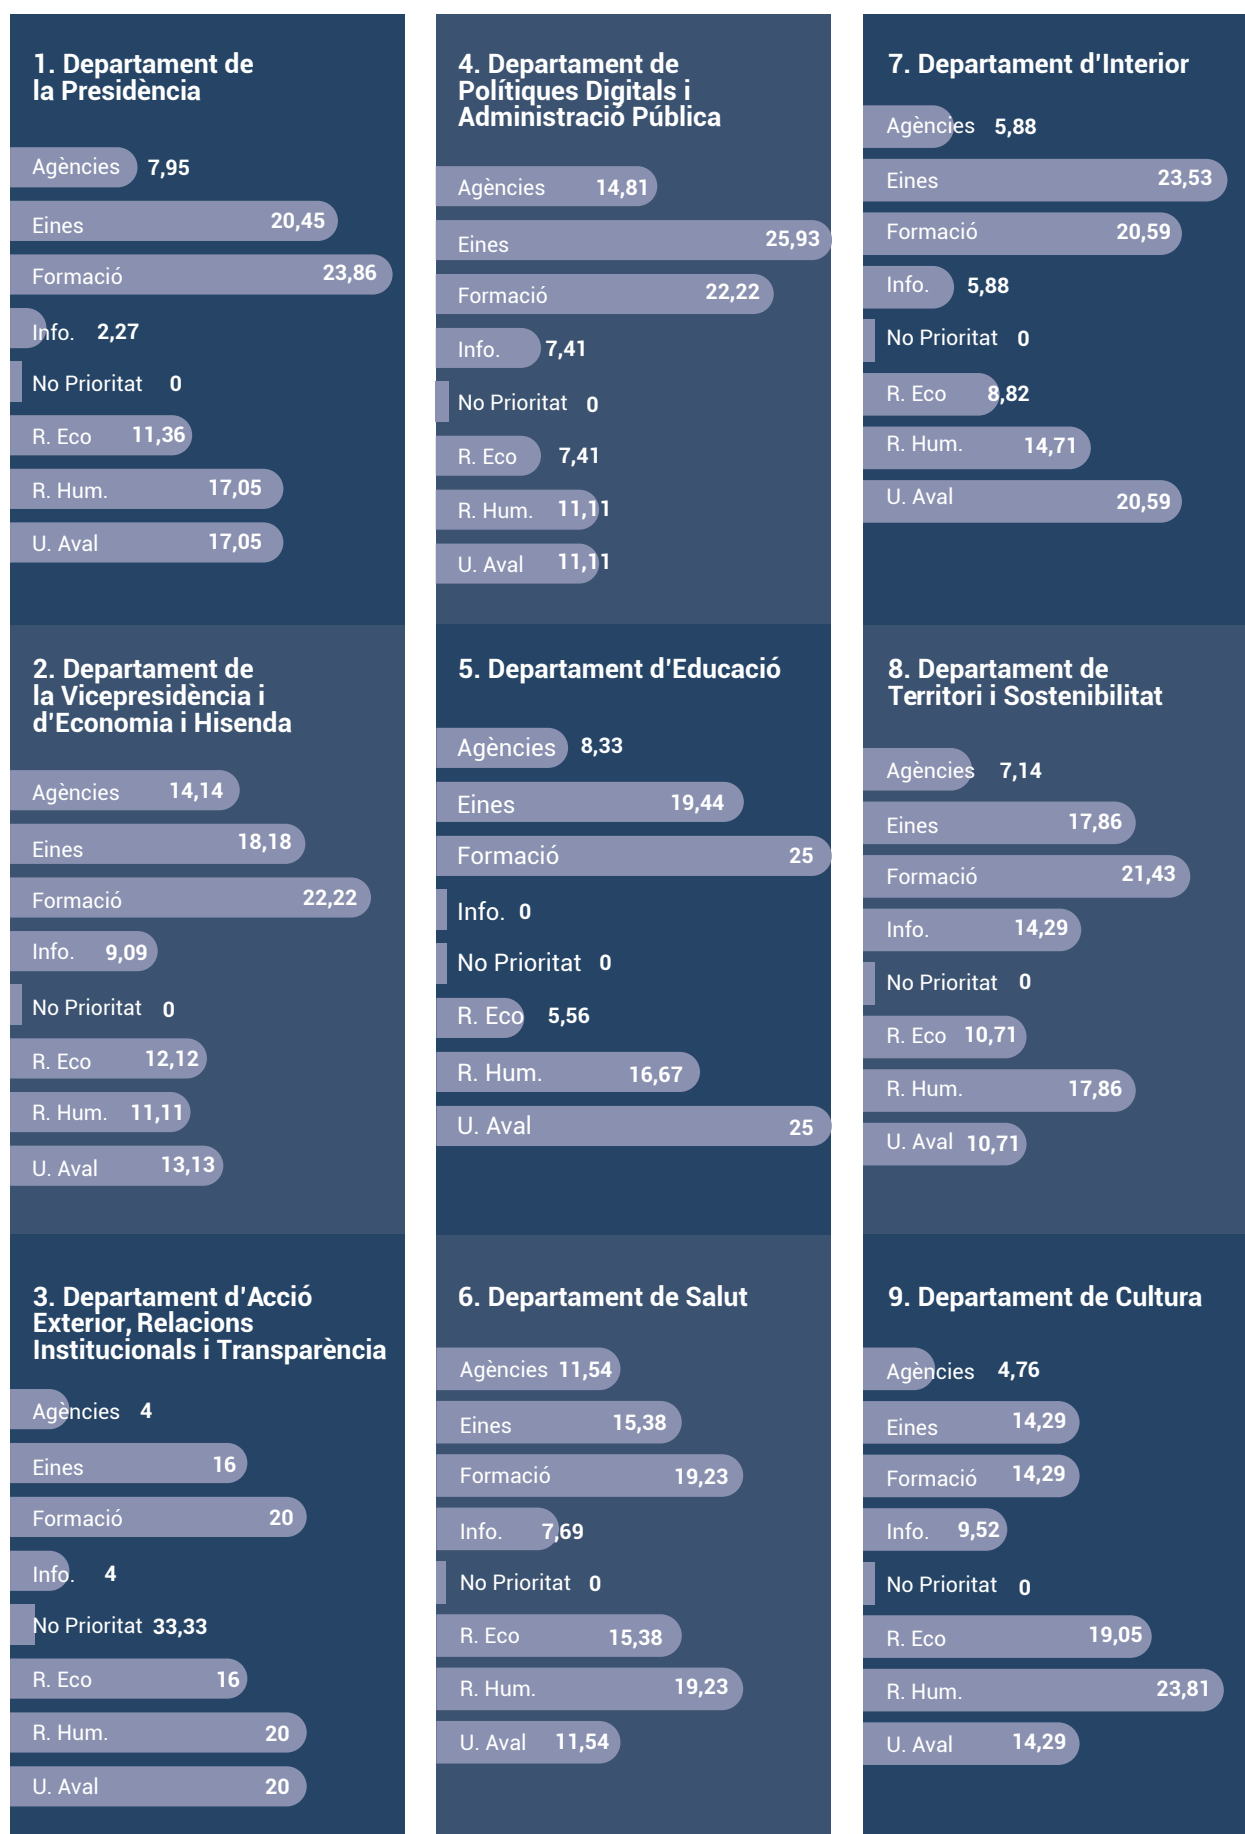 1. Departament de
la Presidència
Agències 7,95
Eines 20,45
Formació 23,86
Info. 2,27
No Prioritat 0
R. Eco 11,36
R. Hum. 17,05
U. Aval 17,05
2. Departament de
la Vicepresidència i
d'Economia i Hisenda
Agències 14,14
Eines 18,18
Formació 22,22
Info. 9,09
No Prioritat 0
R. Eco 12,12
R. Hum. 11,11
U. Aval 13,13
3. Departament d'Acció
Exterior, Relacions
Institucionals i Transparència
Agències 4
Eines 16
Formació 20
Info. 4
No Prioritat 33,33
R. Eco 16
R. Hum. 20
U. Aval 20
4. Departament de
Polítiques Digitals i
Administració Pública
Agències 14,81
Eines 25,93
Formació 22,22
Info. 7,41
No Prioritat 0
R. Eco 7,41
R. Hum. 11,11
U. Aval 11,11
5. Departament d'Educació
Agències 8,33
Eines 19,44
Formació 25
Info. 0
No Prioritat 0
R. Eco 5,56
R. Hum. 16,67
U. Aval 25
6. Departament de Salut
Agències 11,54
Eines 15,38
Formació 19,23
Info. 7,69
No Prioritat 0
R. Eco 15,38
R. Hum. 19,23
U. Aval 11,54
7. Departament d'Interior
Agències 5,88
Eines 23,53
Formació 20,59
Info. 5,88
No Prioritat 0
R. Eco 8,82
R. Hum. 14,71
U. Aval 20,59
8. Departament de
Territori i Sostenibilitat
Agències 7,14
Eines 17,86
Formació 21,43
Info. 14,29
No Prioritat 0
R. Eco 10,71
R. Hum. 17,86
U. Aval 10,71
9. Departament de Cultura
Agències 4,76
Eines 14,29
Formació 14,29
Info. 9,52
No Prioritat 0
R. Eco 19,05
R. Hum. 23,81
U. Aval 14,29